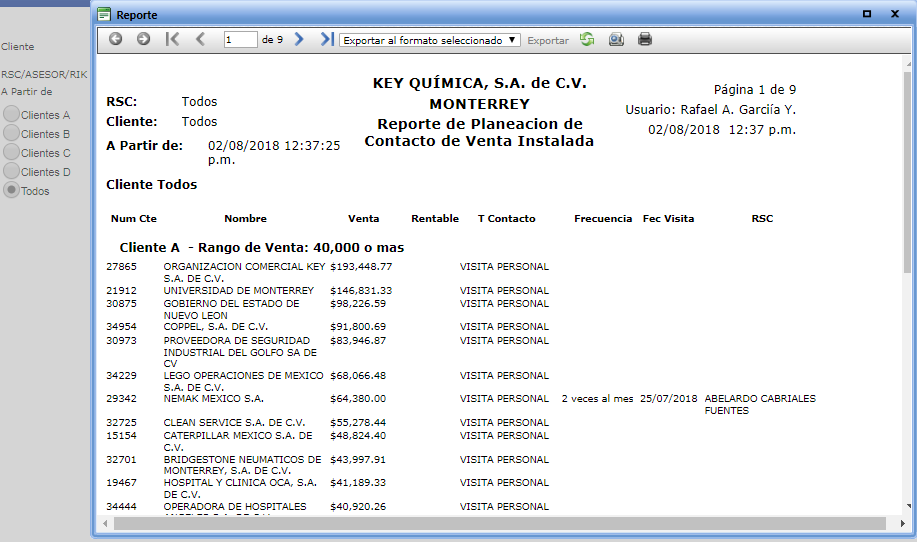 Reporte
Cliente
RSC/ASESOR/RIK
A Partir de
Clientes A
Clientes B
Clientes C
Clientes D
Todos
1 de 9 Exportar al formato seleccionado Exportar
KEY QUÍMICA, S.A. de C.V.
MONTERREY
Reporte de Planeacion de
Contacto de Venta Instalada
Página 1 de 9
Usuario: Rafael A. Garciía Y.
02/08/2018 12:37 p.m.
RSC: Todos
Cliente: Todos
A Partir de: 02/08/2018 12:37:25
p.m.
Cliente Todos
Num Cte Nombre Venta Rentable T Contacto Frecuencia Fec Visita RSC
Cliente A - Rango de Venta: 40,000 o mas
27865 ORGANIZACION COMERCIAL KEY $193,448.77 VISITA PERSONAL
S.A. DE C.V.
21912 UNIVERSIDAD DE MONTERREY $146,831.33 VISITA PERSONAL
30875 GOBIERNO DEL ESTADO DE $98,226.59 VISITA PERSONAL
NUEVO LEON
34954 COPPEL, S.A. DE C.V. $91,800.69 VISITA PERSONAL
30973 PROVEEDORA DE SEGURIDAD $83,946.87 VISITA PERSONAL
INDUSTRIAL DEL GOLFO SA DE
CV
34229 LEGO OPERACIONES DE MEXICO $68,066.48 VISITA PERSONAL
S.A. DE C.V.
29342 NEMAK MEXICO S.A. $64,380.00 VISITA PERSONAL 2 veces al mes 25/07/2018 ABELARDO CABRIALES
FUENTES
32725 CLEAN SERVICE S.A. DE C.V. $55,278.44 VISITA PERSONAL
15154 CATERPILLAR MEXICO S.A. DE $48,824.40 VISITA PERSONAL
C.V.
32701 BRIDGESTONE NEUMATICOS DE $43,997.91 VISITA PERSONAL
MONTERREY, S.A. DE C.V.
19467 HOSPITAL Y CLINICA OCA, S.A. $41,189.33 VISITA PERSONAL
DE C.V.
34444 OPERADORA DE HOSPITALES $40,920.26 VISITA PERSONAL